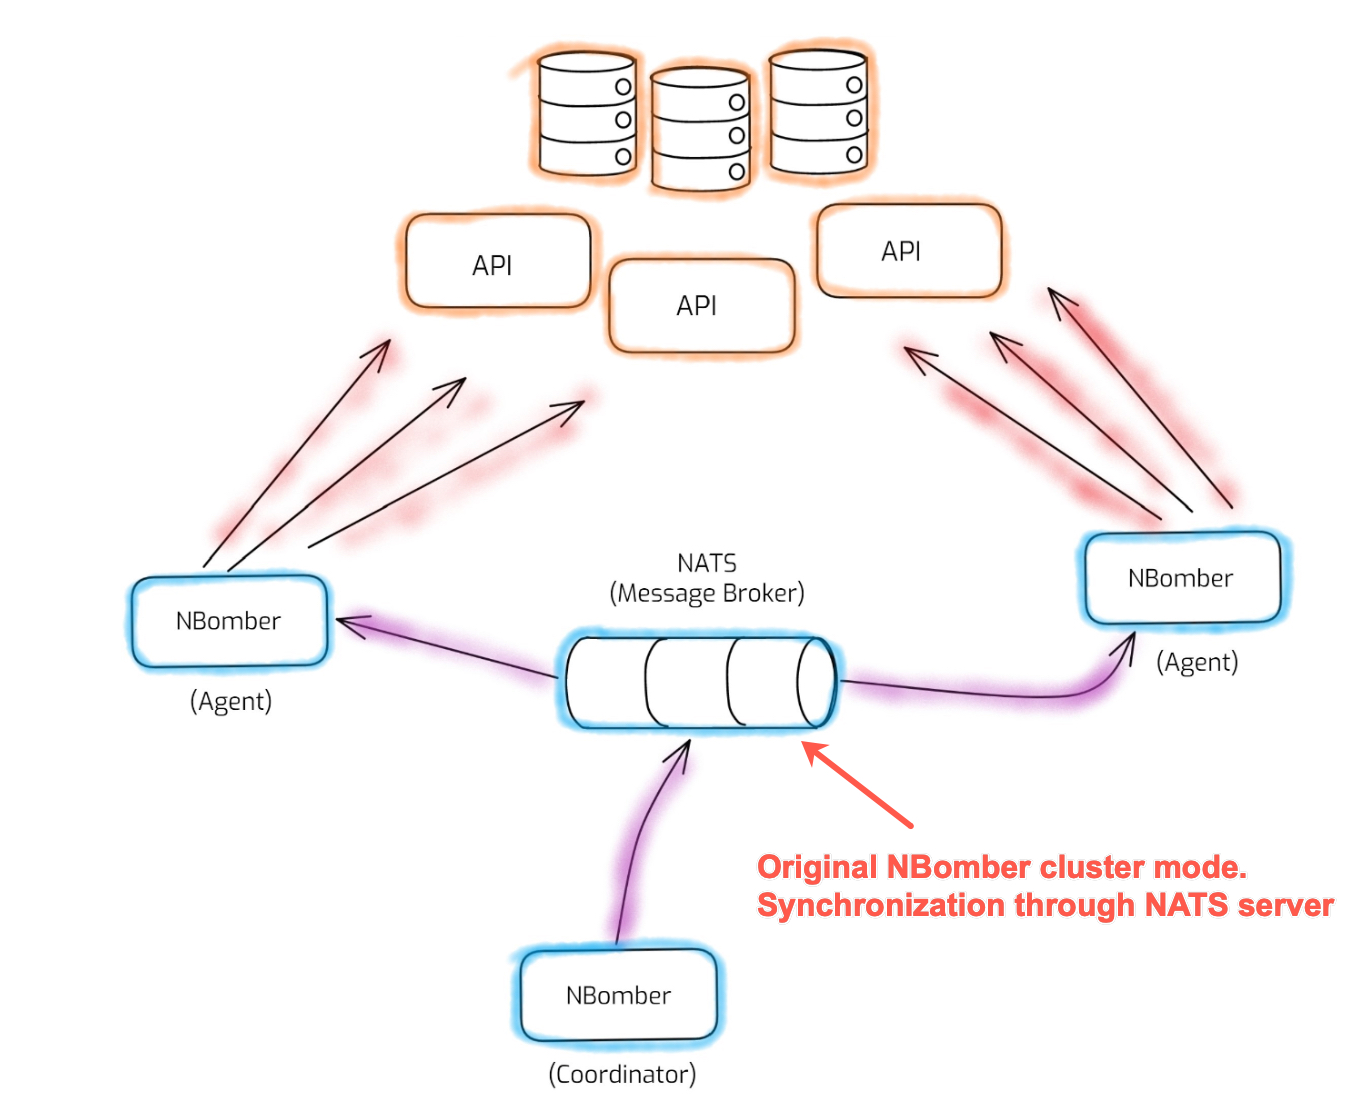 API
API
API
NATS
(Message Broker)
NBomber
(Agent)
NBomber
(Agent)
Original NBomber cluster mode.
Synchronization through NATS server
NBomber
(Coordinator)